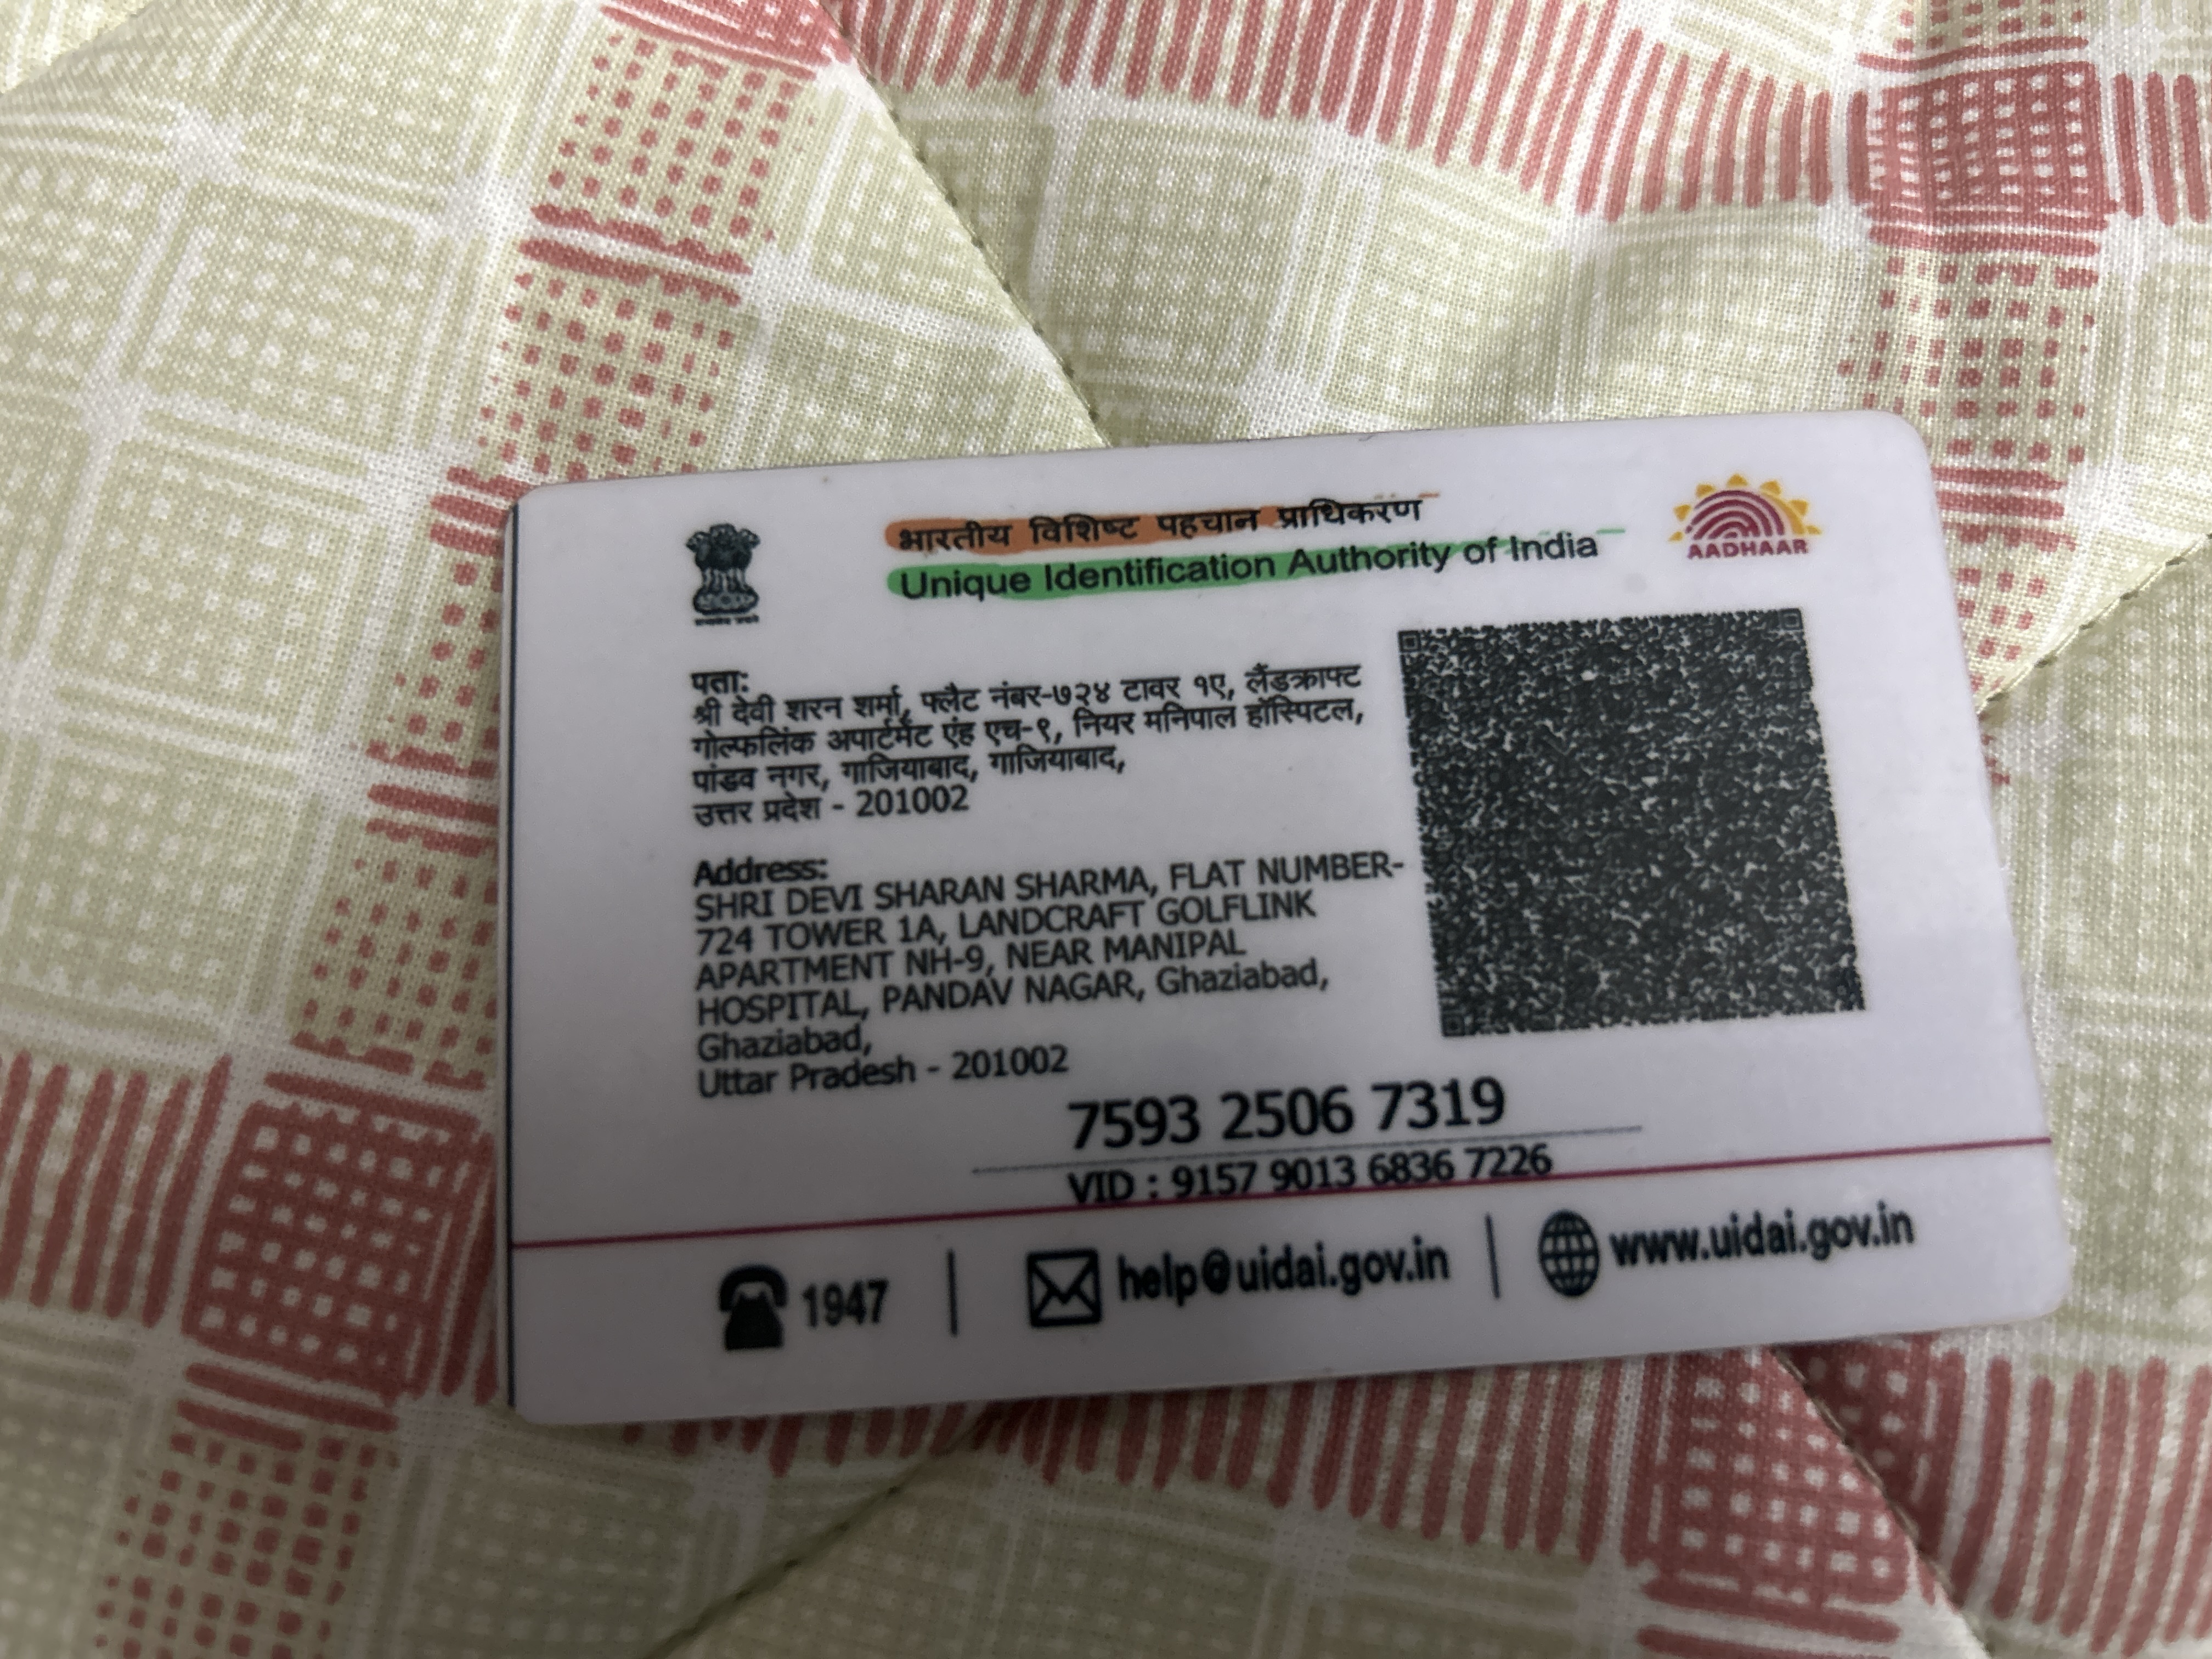 भारतीय विशिष्ट पहचान प्राधिकरण
Unique Identification Authority of India
AADHAAR
पता:
श्री देवी शरन शर्मा, फ्लैट नंबर-७२४ टावर १ए, लैंडक्राफ्ट
गोल्फलिंक अपार्टमेंट एंह एच-९, नियर मनिपाल हॉस्पिटल,
पांडव नगर, गाजियाबाद, गाजियाबाद,
उत्तर प्रदेश - 201002
Address:
SHRI DEVI SHARAN SHARMA, FLAT NUMBER-
724 TOWER 1A, LANDCRAFT GOLFLINK
APARTMENT NH-9, NEAR MANIPAL
HOSPITAL, PANDAV NAGAR, Ghaziabad,
Ghaziabad,
Uttar Pradesh - 201002
7593 2506 7319
VID : 9157 9013 6836 7226
1947 | help@uidai.gov.in | www.uidai.gov.in